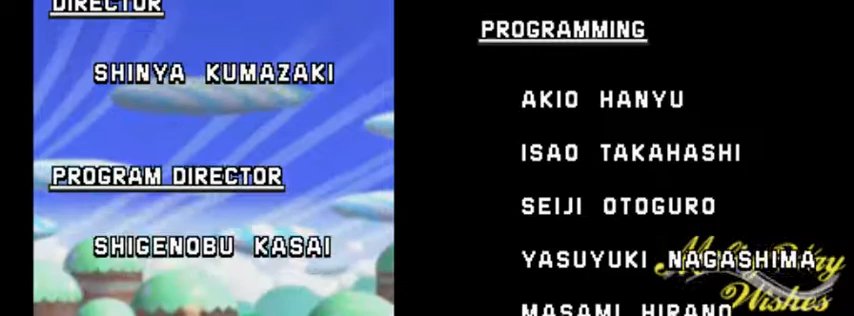 DIRECTOR
SHINYA KUMAZAKI
PROGRAM DIRECTOR
SHIGENOBU KASAI
PROGRAMMING
AKIO HANYU
ISAO TAKAHASHI
SEIJI OTOGURO
YASUYUKI NAGASHIMA
MASAMI HIRANO
Wishes